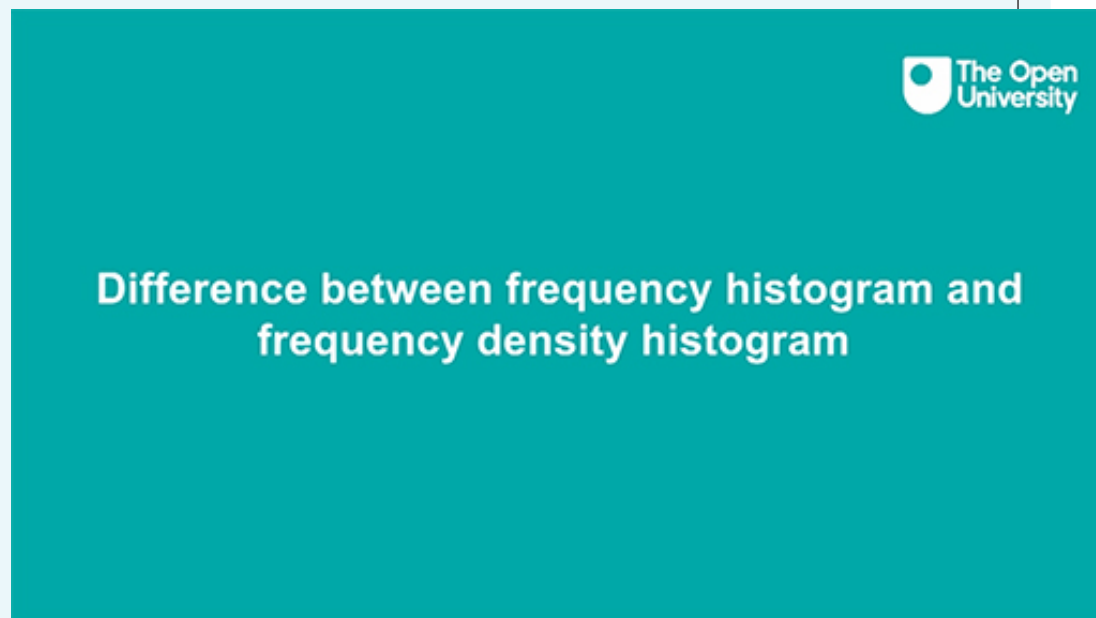 The Open
University
Difference between frequency histogram and
frequency density histogram